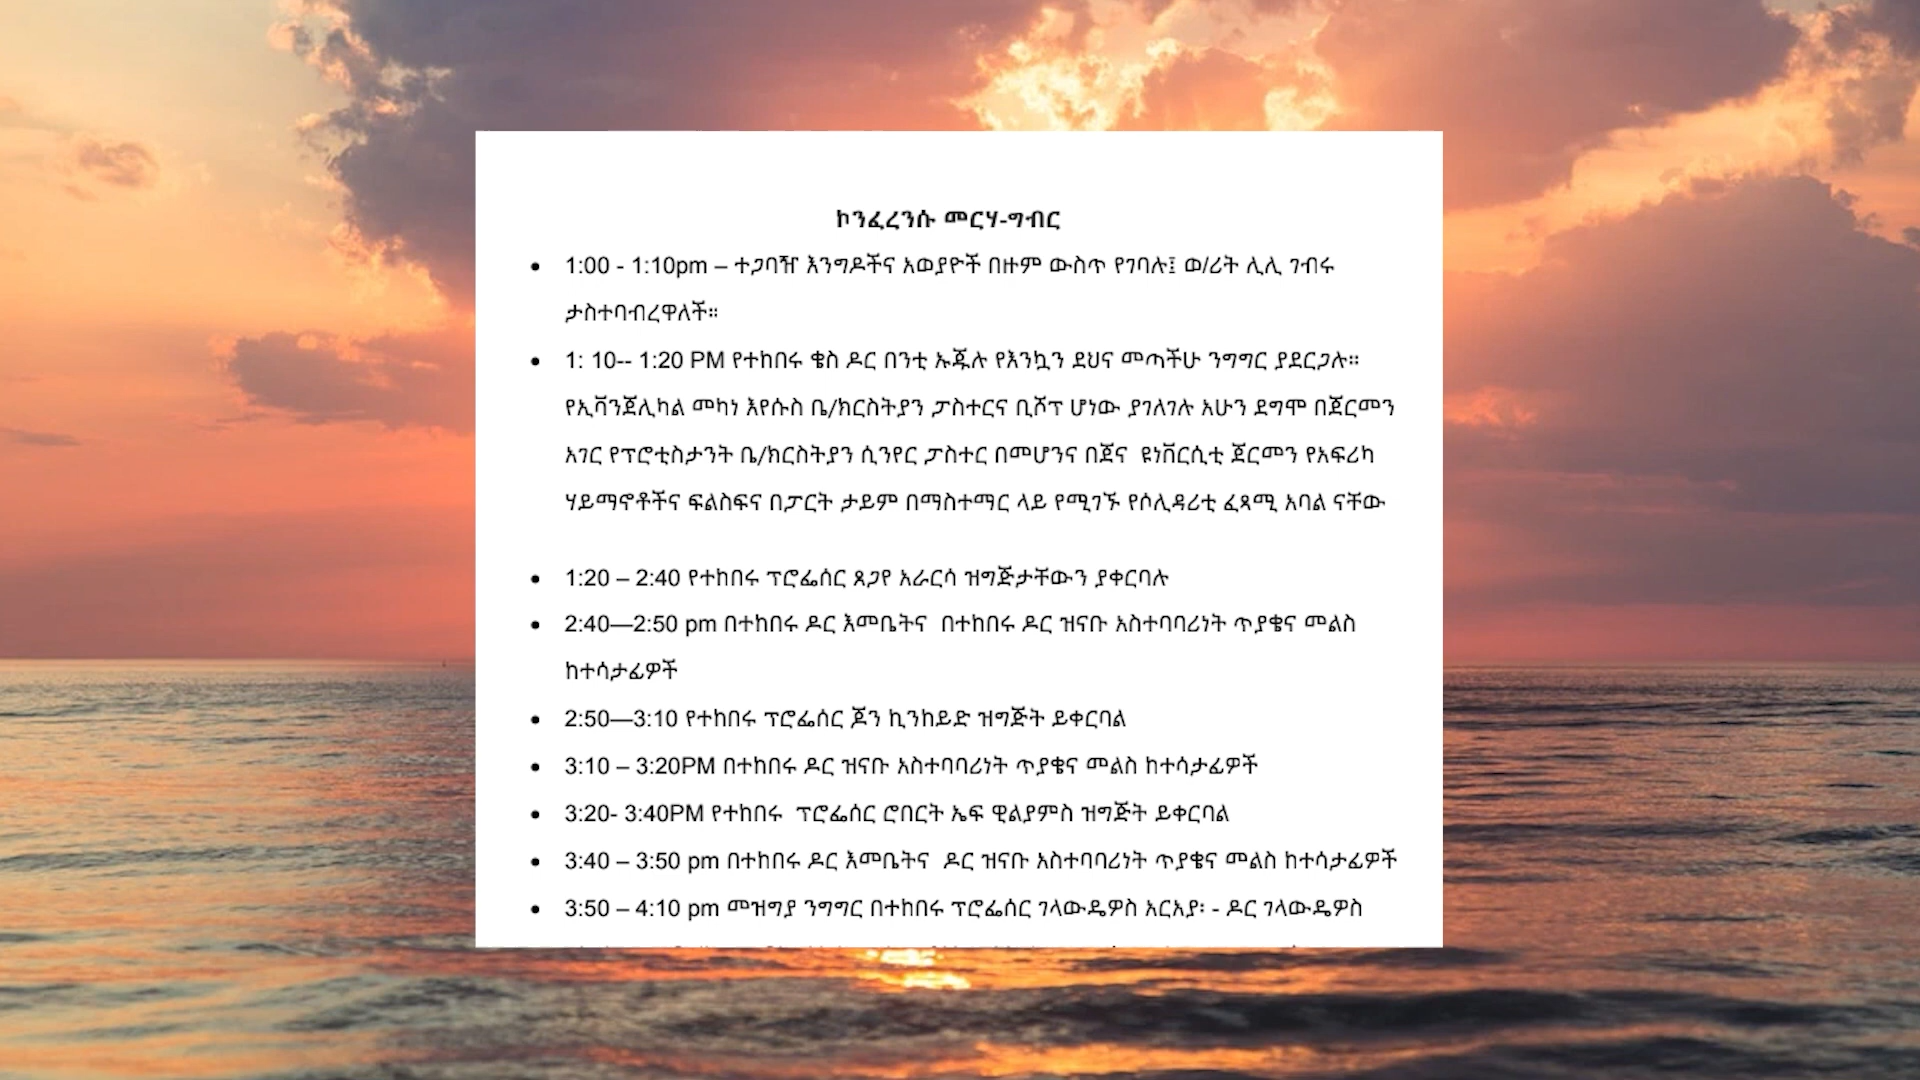 ኮንፈረንሱ መርሃ-ግብር
• 1:00 - 1:10pm – ተጋባዥ እንግዶችና አወያዮች በዙም ውስጥ የገባሉ፤ ወ/ሪት ሊሊ ገብሩ
ታስተባብረዋለች።
• 1: 10-- 1:20 PM የተከበሩ ቄስ ዶር በንቲ ኡጁሉ የእንኳን ደህና መጣችሁ ንግግር ያደርጋሉ።
የኢቫንጀሊካል መካነ እየሱስ ቤ/ክርስትያን ፓስተርና ቢሾፕ ሆነው ያገለገሉ አሁን ደግሞ በጀርመን
አገር የፕሮቲስታንት ቤ/ክርስትያን ሲንየር ፓስተር በመሆንና በጀና ዩነቨርሲቲ ጀርመን የአፍሪካ
ሃይማኖቶችና ፍልስፍና በፓርት ታይም በማስተማር ላይ የሚገኙ የሶሊዳሪቲ ፈጻሚ አባል ናቸው
• 1:20 – 2:40 የተከበሩ ፕሮፌሰር ጸጋየ አራርሳ ዝግጅታቸውን ያቀርባሉ
• 2:40—2:50 pm በተከበሩ ዶር እመቤትና በተከበሩ ዶር ዝናቡ አስተባባሪነት ጥያቄና መልስ
ከተሳታፊዎች
• 2:50—3:10 የተከበሩ ፕሮፌሰር ጆን ኪንከይድ ዝግጅት ይቀርባል
• 3:10 – 3:20PM በተከበሩ ዶር ዝናቡ አስተባባሪነት ጥያቄና መልስ ከተሳታፊዎች
• 3:20- 3:40PM የተከበሩ ፕሮፌሰር ሮበርት ኤፍ ዊልያምስ ዝግጅት ይቀርባል
• 3:40 – 3:50 pm በተከበሩ ዶር እመቤትና ዶር ዝናቡ አስተባባሪነት ጥያቄና መልስ ከተሳታፊዎች
• 3:50 – 4:10 pm መዝግያ ንግግር በተከበሩ ፕሮፌሰር ገላውዴዎስ አርአያ፡ - ዶር ገላውዴዎስ